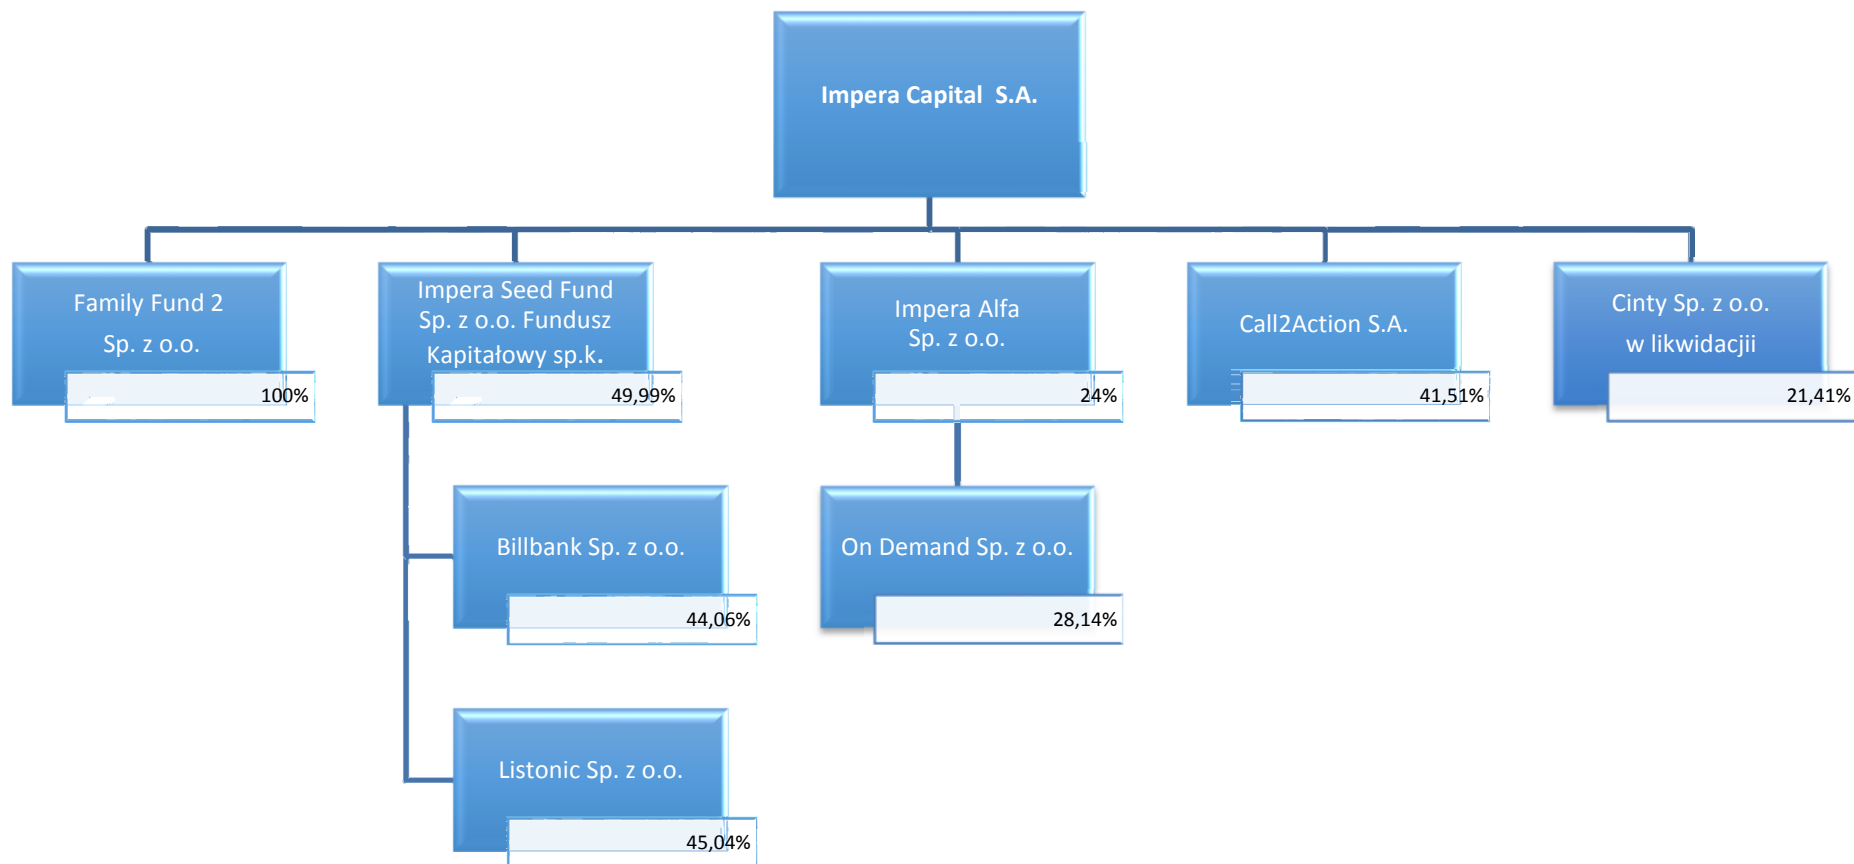 Impera Capital  S.A.
Family Fund 2
Sp. z o.o.
100%
Impera Seed Fund
Sp. z o.o. Fundusz
Kapitałowy sp.k.
49,99%
Impera Alfa
Sp. z o.o.
24%
Call2Action S.A.
41,51%
Cinty Sp. z o.o.
w likwidacjii
21,41%
Billbank Sp. z o.o.
44,06%
On Demand Sp. z o.o.
28,14%
Listonic Sp. z o.o.
45,04%